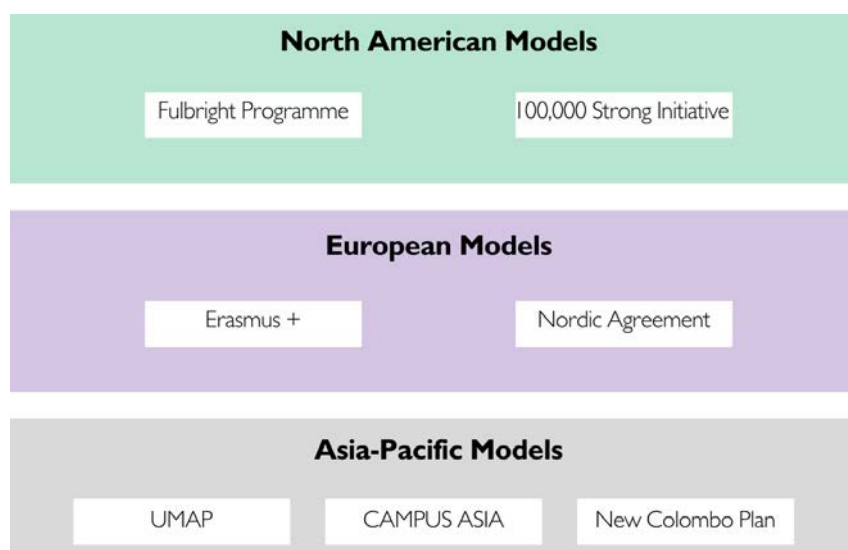 North American Models
Fulbright Programme
100,000 Strong Initiative
European Models
Erasmus +
Nordic Agreement
Asia-Pacific Models
UMAP
CAMPUS ASIA
New Colombo Plan